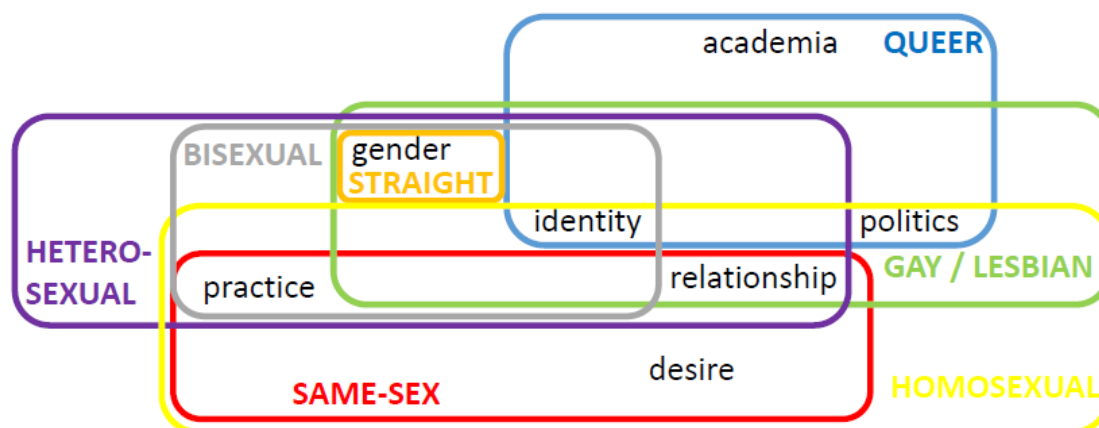 academia QUEER
BISEXUAL gender
STRAIGHT
identity politics
HETERO-
SEXUAL
GAY / LESBIAN
practice relationship
desire
SAME-SEX HOMOSEXUAL